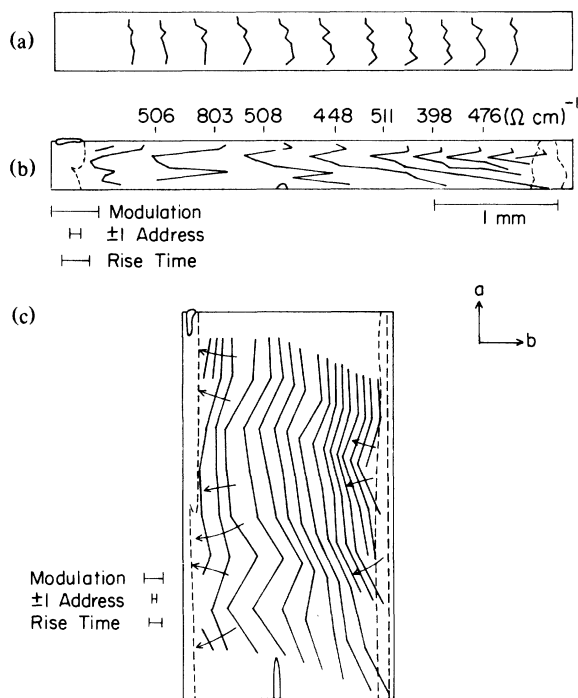 (a)
506 803 508 448 511 398 476 (Ω cm)⁻¹
(b)
1 mm
Modulation
±1 Address
Rise Time
(c)
a
b
Modulation
±1 Address
Rise Time